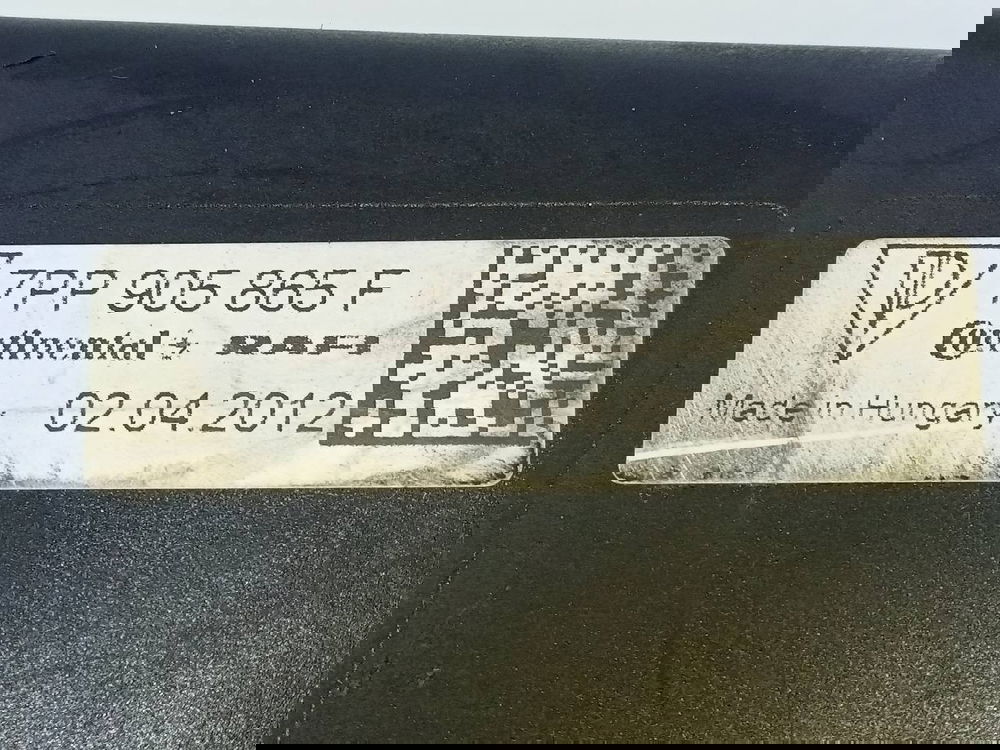 7PP 905 865 F
Continental
02.04.2012
Made in Hungary